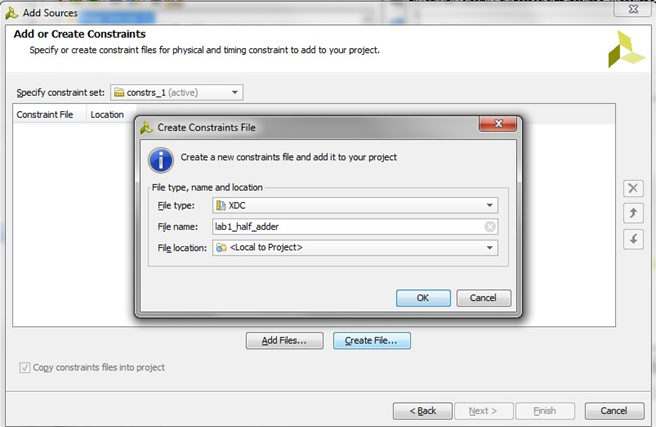 Add Sources
Add or Create Constraints
Specify or create constraint files for physical and timing constraint to add to your project.
Specify constraint set: constrs_1 (active)
Constraint File Location
Create Constraints File
Create a new constraints file and add it to your project
File type, name and location
File type: XDC
File name: lab1_half_adder
File location: <Local to Project>
OK Cancel
Add Files... Create File...
Copy constraints files into project
< Back Next > Finish Cancel